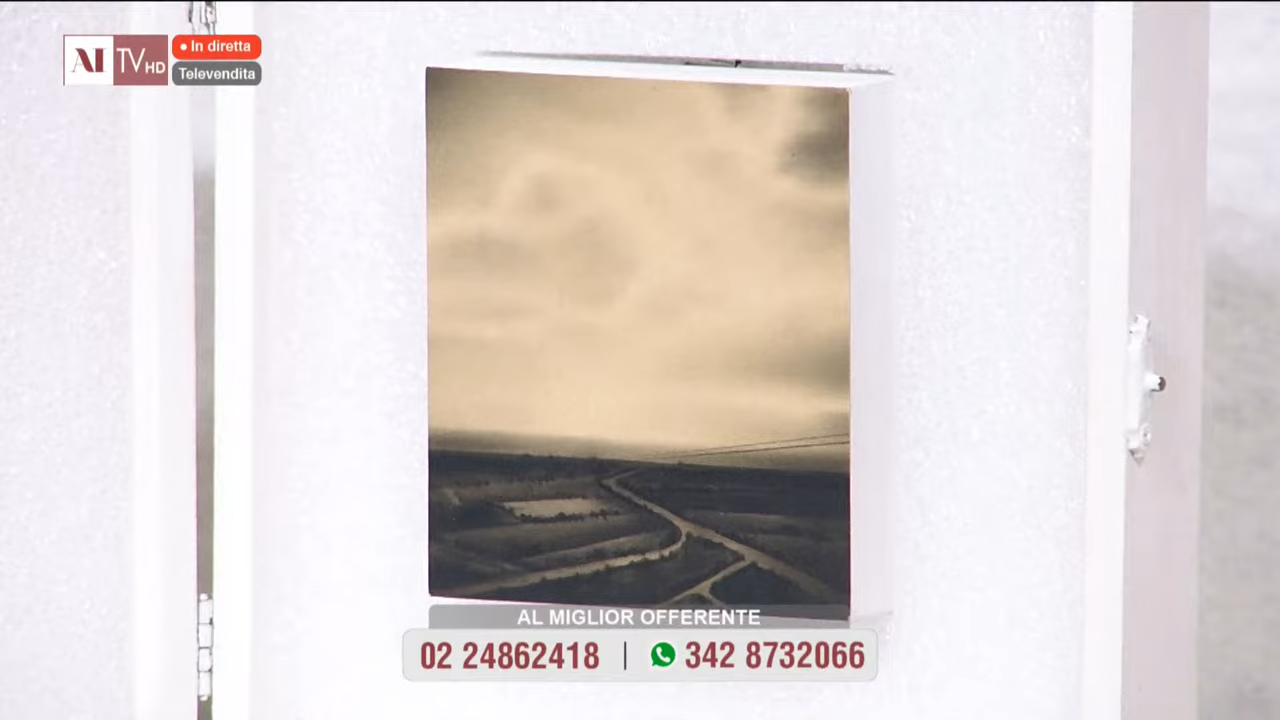 AI TV HD
In diretta
Televendita
AL MIGLIOR OFFERENTE
02 24862418 | 342 8732066